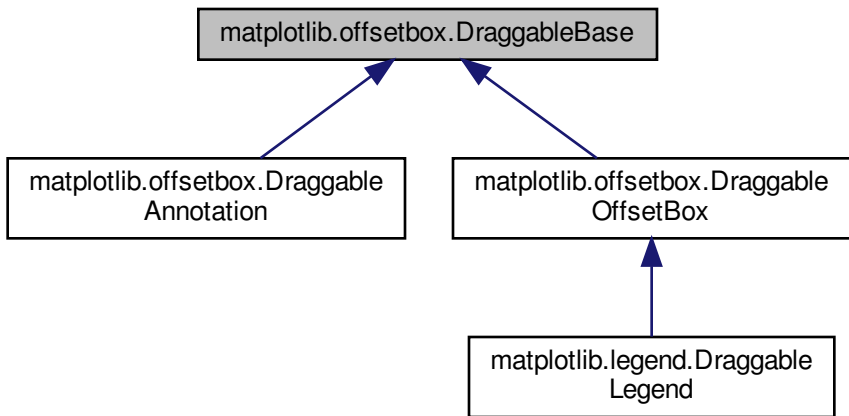 matplotlib.offsetbox.DraggableBase
matplotlib.offsetbox.Draggable
Annotation
matplotlib.offsetbox.Draggable
OffsetBox
matplotlib.legend.Draggable
Legend